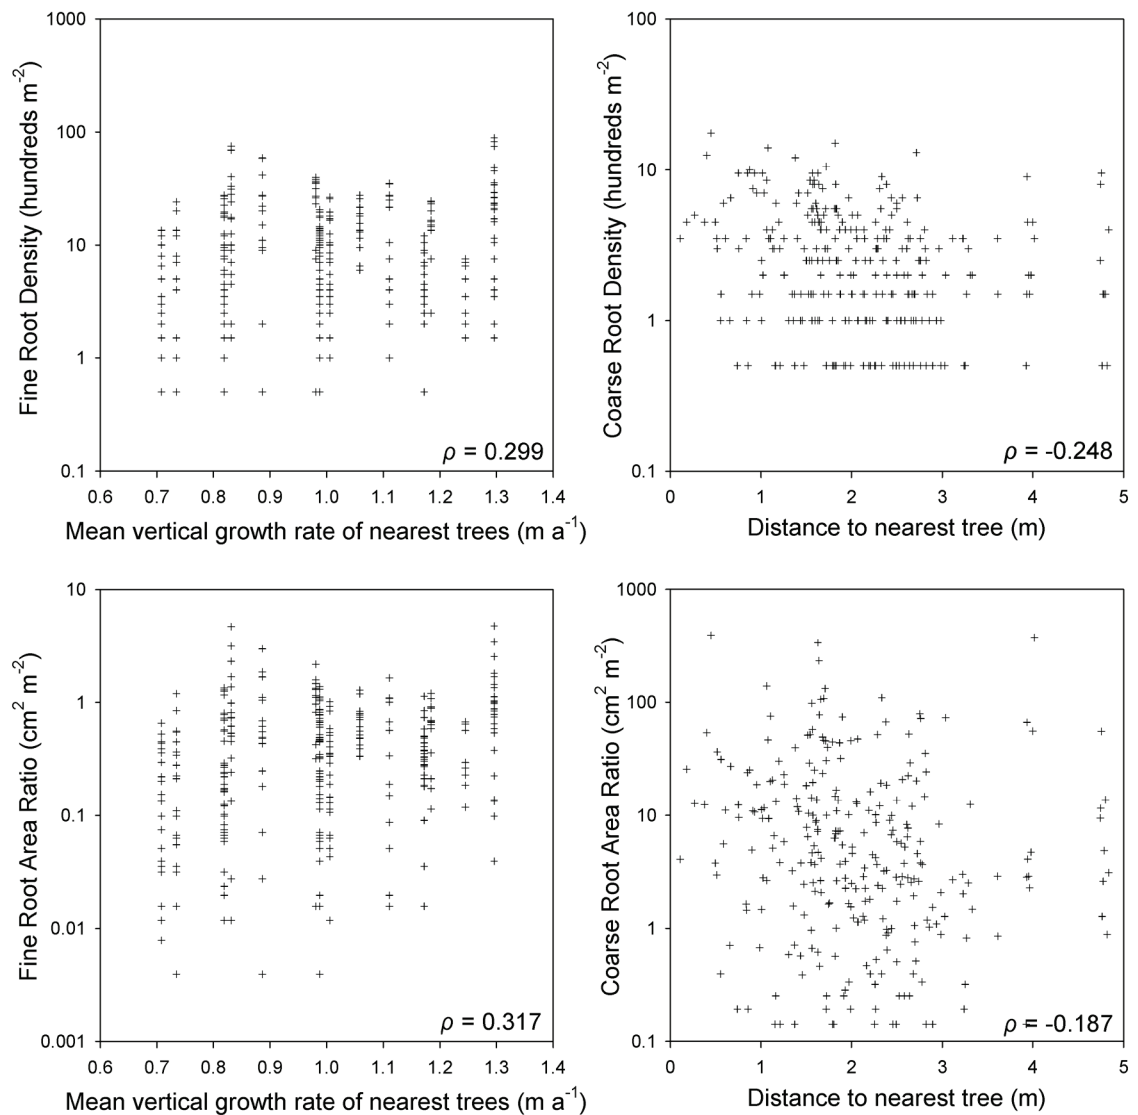 1000
100
10
1
0.1
0.6 0.7 0.8 0.9 1.0 1.1 1.2 1.3 1.4
Fine Root Density (hundreds m-2)
Mean vertical growth rate of nearest trees (m a-1)
ρ = 0.299
100
10
1
0.1
0 1 2 3 4 5
Coarse Root Density (hundreds m-2)
Distance to nearest tree (m)
ρ = -0.248
10
1
0.1
0.01
0.001
0.6 0.7 0.8 0.9 1.0 1.1 1.2 1.3 1.4
Fine Root Area Ratio (cm2 m-2)
Mean vertical growth rate of nearest trees (m a-1)
ρ = 0.317
1000
100
10
1
0.1
0 1 2 3 4 5
Coarse Root Area Ratio (cm2 m-2)
Distance to nearest tree (m)
ρ = -0.187